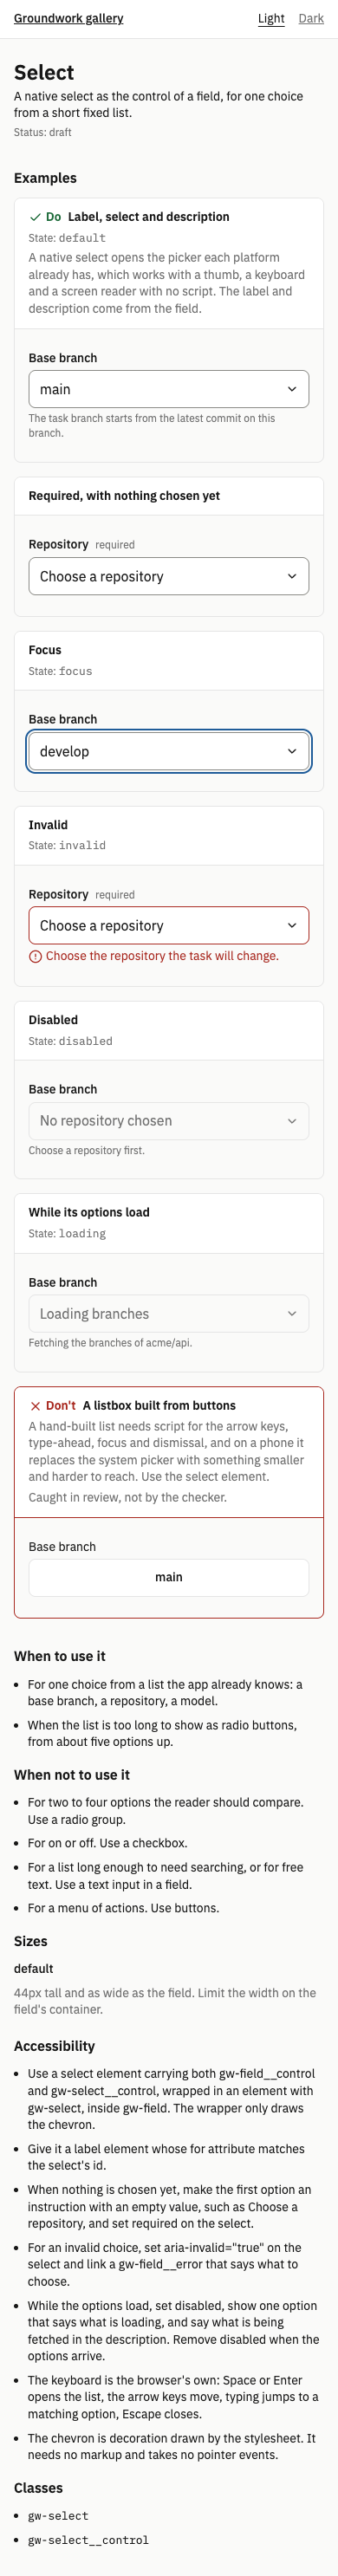 Groundwork gallery Light Dark
Select
A native select as the control of a field, for one choice
from a short fixed list.
Status: draft
Examples
Do Label, select and description
State: default
A native select opens the picker each platform
already has, which works with a thumb, a keyboard
and a screen reader with no script. The label and
description come from the field.
Base branch
main
The task branch starts from the latest commit on this
branch.
Required, with nothing chosen yet
Repository required
Choose a repository
Focus
State: focus
Base branch
develop
Invalid
State: invalid
Repository required
Choose a repository
Choose the repository the task will change.
Disabled
State: disabled
Base branch
No repository chosen
Choose a repository first.
While its options load
State: loading
Base branch
Loading branches
Fetching the branches of acme/api.
Don't A listbox built from buttons
A hand-built list needs script for the arrow keys,
type-ahead, focus and dismissal, and on a phone it
replaces the system picker with something smaller
and harder to reach. Use the select element.
Caught in review, not by the checker.
Base branch
main
When to use it
• For one choice from a list the app already knows: a
base branch, a repository, a model.
• When the list is too long to show as radio buttons,
from about five options up.
When not to use it
• For two to four options the reader should compare.
Use a radio group.
• For on or off. Use a checkbox.
• For a list long enough to need searching, or for free
text. Use a text input in a field.
• For a menu of actions. Use buttons.
Sizes
default
44px tall and as wide as the field. Limit the width on the
field's container.
Accessibility
• Use a select element carrying both gw-field__control
and gw-select__control, wrapped in an element with
gw-select, inside gw-field. The wrapper only draws
the chevron.
• Give it a label element whose for attribute matches
the select's id.
• When nothing is chosen yet, make the first option an
instruction with an empty value, such as Choose a
repository, and set required on the select.
• For an invalid choice, set aria-invalid="true" on the
select and link a gw-field__error that says what to
choose.
• While the options load, set disabled, show one option
that says what is loading, and say what is being
fetched in the description. Remove disabled when the
options arrive.
• The keyboard is the browser's own: Space or Enter
opens the list, the arrow keys move, typing jumps to a
matching option, Escape closes.
• The chevron is decoration drawn by the stylesheet. It
needs no markup and takes no pointer events.
Classes
• gw-select
• gw-select__control